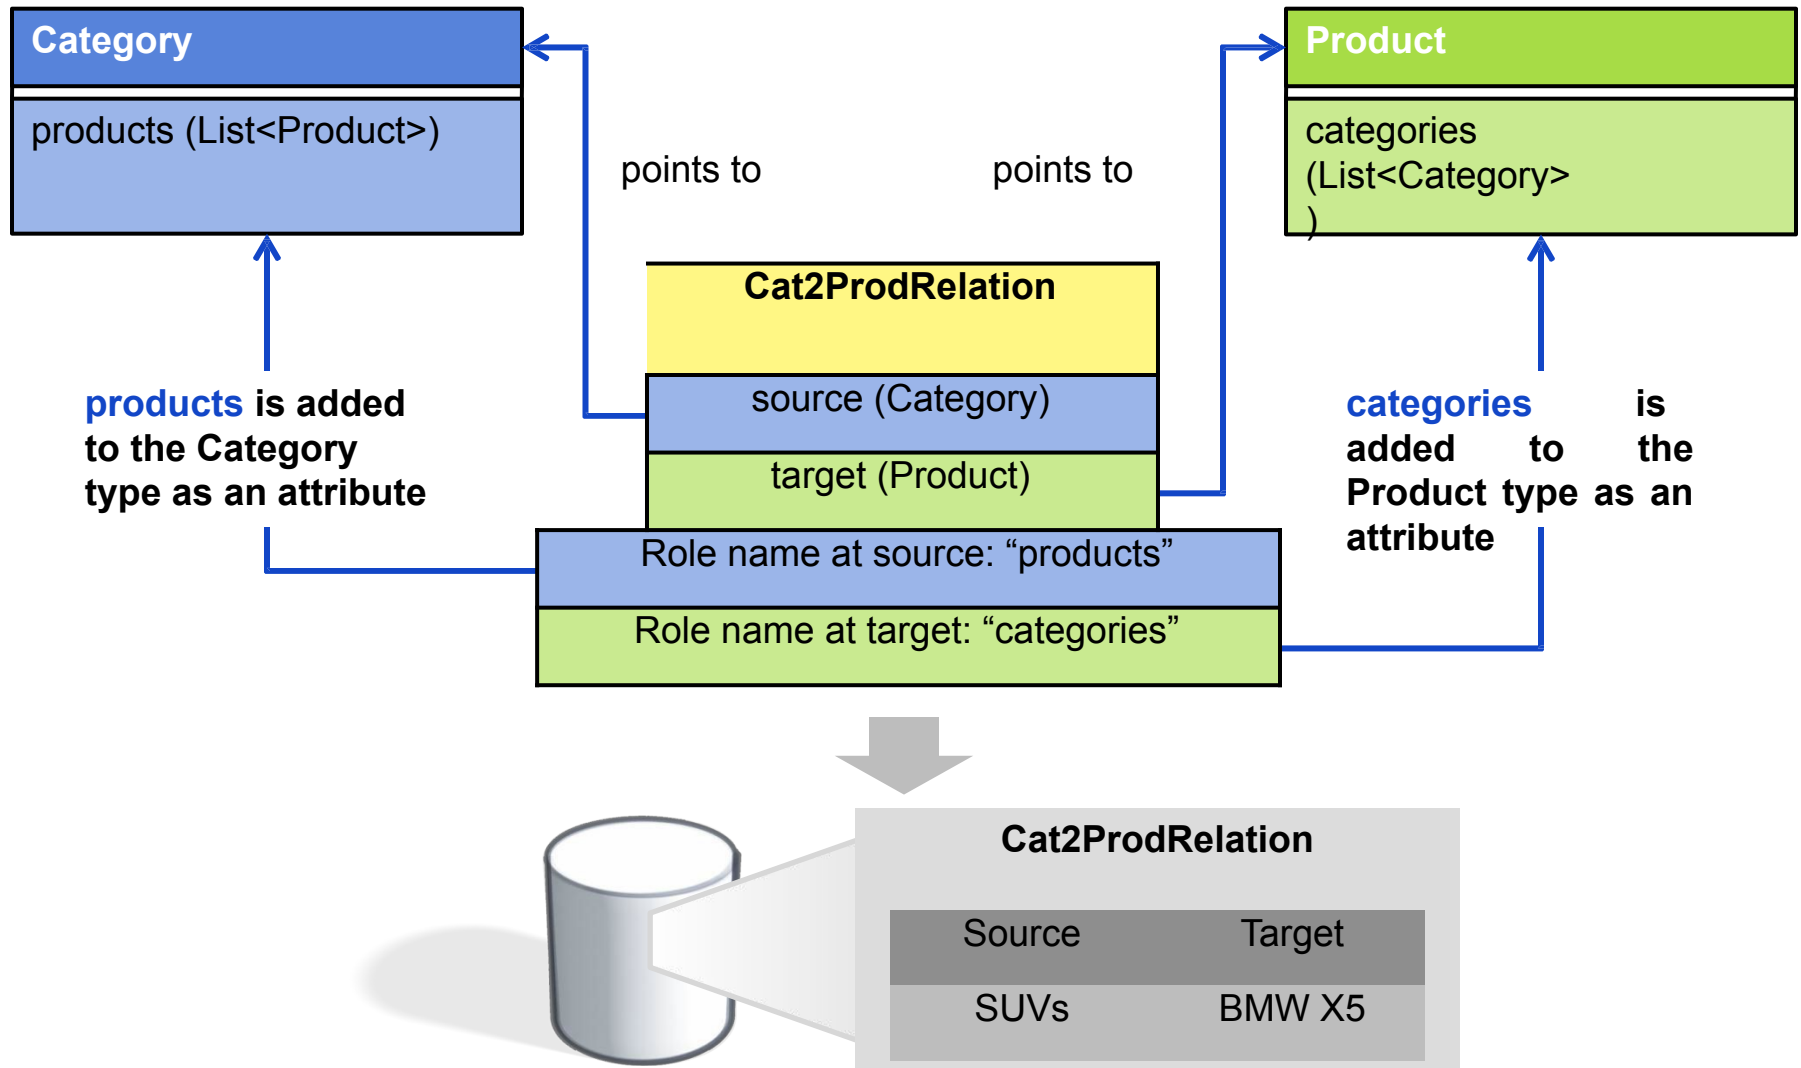 Category
products (List<Product>)
Product
categories
(List<Category>
)
points to
points to
Cat2ProdRelation
source (Category)
target (Product)
Role name at source: “products”
Role name at target: “categories”
products is added
to the Category
type as an attribute
categories is
added to the
Product type as an
attribute
Cat2ProdRelation
Source Target
SUVs BMW X5